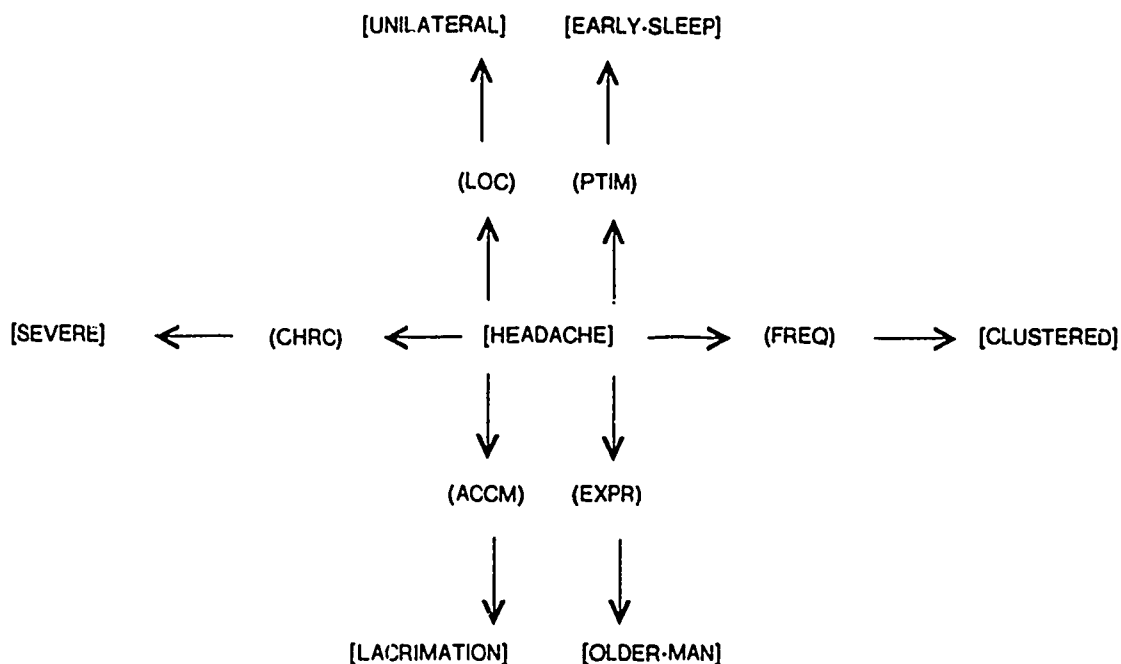 [UNILATERAL] [EARLY-SLEEP]
(LOC) (PTIM)
[SEVERE] (CHRC) [HEADACHE] (FREQ) [CLUSTERED]
(ACCM) (EXPR)
[LACRIMATION] [OLDER-MAN]